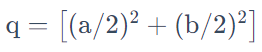 q = [(a/2)² + (b/2)²]